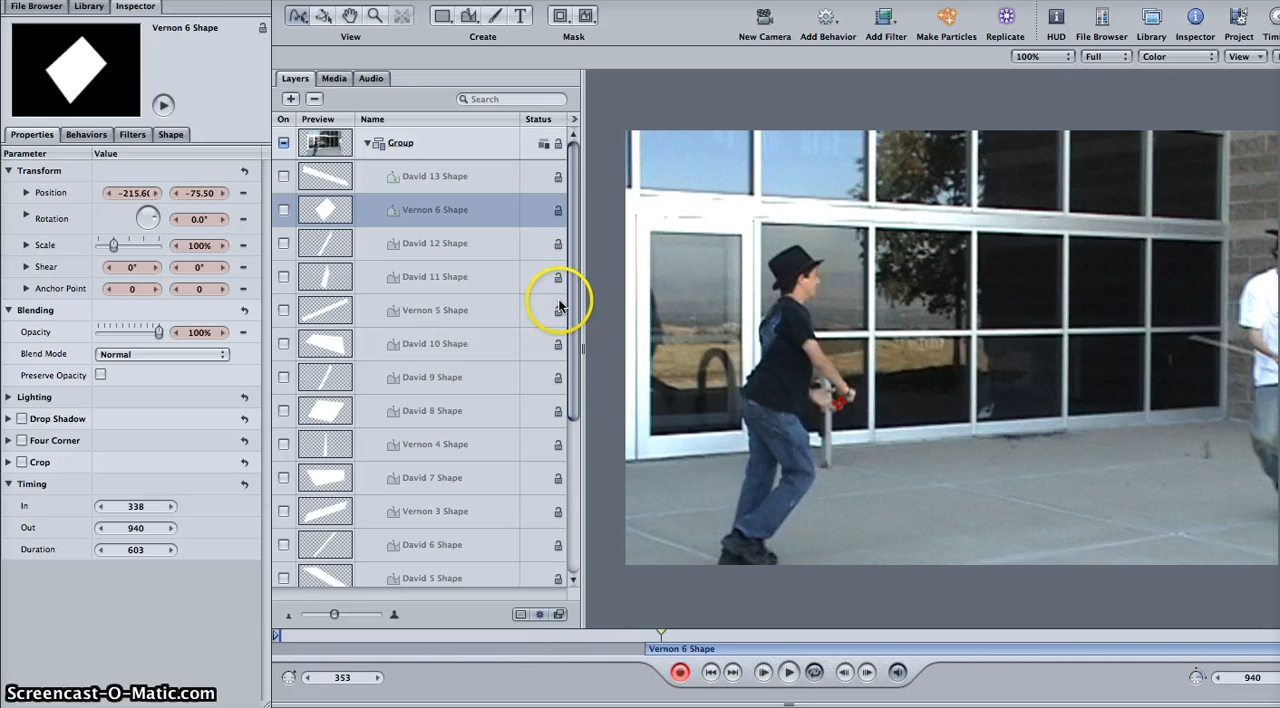 File Browser Library Inspector
Vernon 6 Shape
View Create Mask
New Camera Add Behavior Add Filter Make Particles Replicate HUD File Browser Library Inspector Project
100% Full Color View
Layers Media Audio
Search
On Preview Name Status
Properties Behaviors Filters Shape
Parameter Value
Transform
Position -215.6( -75.50
Rotation 0.0°
Scale 100%
Shear 0° 0°
Anchor Point 0 0
Blending
Opacity 100%
Blend Mode Normal
Preserve Opacity
Lighting
Drop Shadow
Four Corner
Crop
Timing
In 338
Out 940
Duration 603
Group
David 13 Shape
Vernon 6 Shape
David 12 Shape
David 11 Shape
Vernon 5 Shape
David 10 Shape
David 9 Shape
David 8 Shape
Vernon 4 Shape
David 7 Shape
Vernon 3 Shape
David 6 Shape
David 5 Shape
Vernon 6 Shape
353
940
Screencast-O-Matic.com